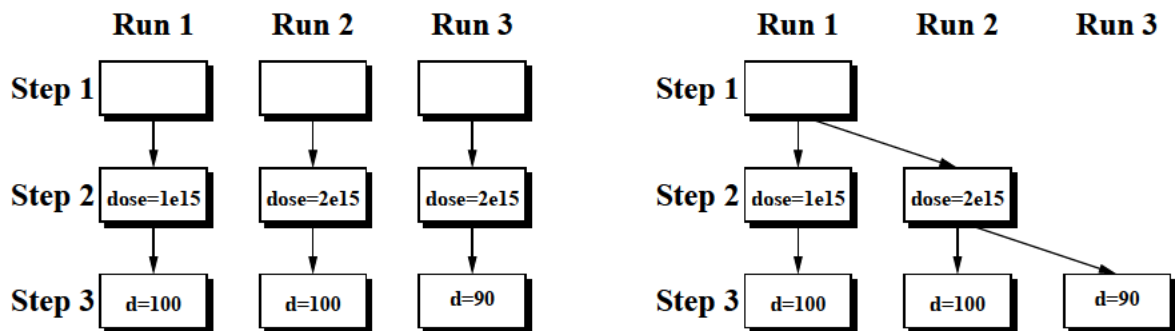 Run 1 Run 2 Run 3 Run 1 Run 2 Run 3
Step 1 Step 1
Step 2 dose=1e15 dose=2e15 dose=2e15 Step 2 dose=1e15 dose=2e15
Step 3 d=100 d=100 d=90 Step 3 d=100 d=100 d=90